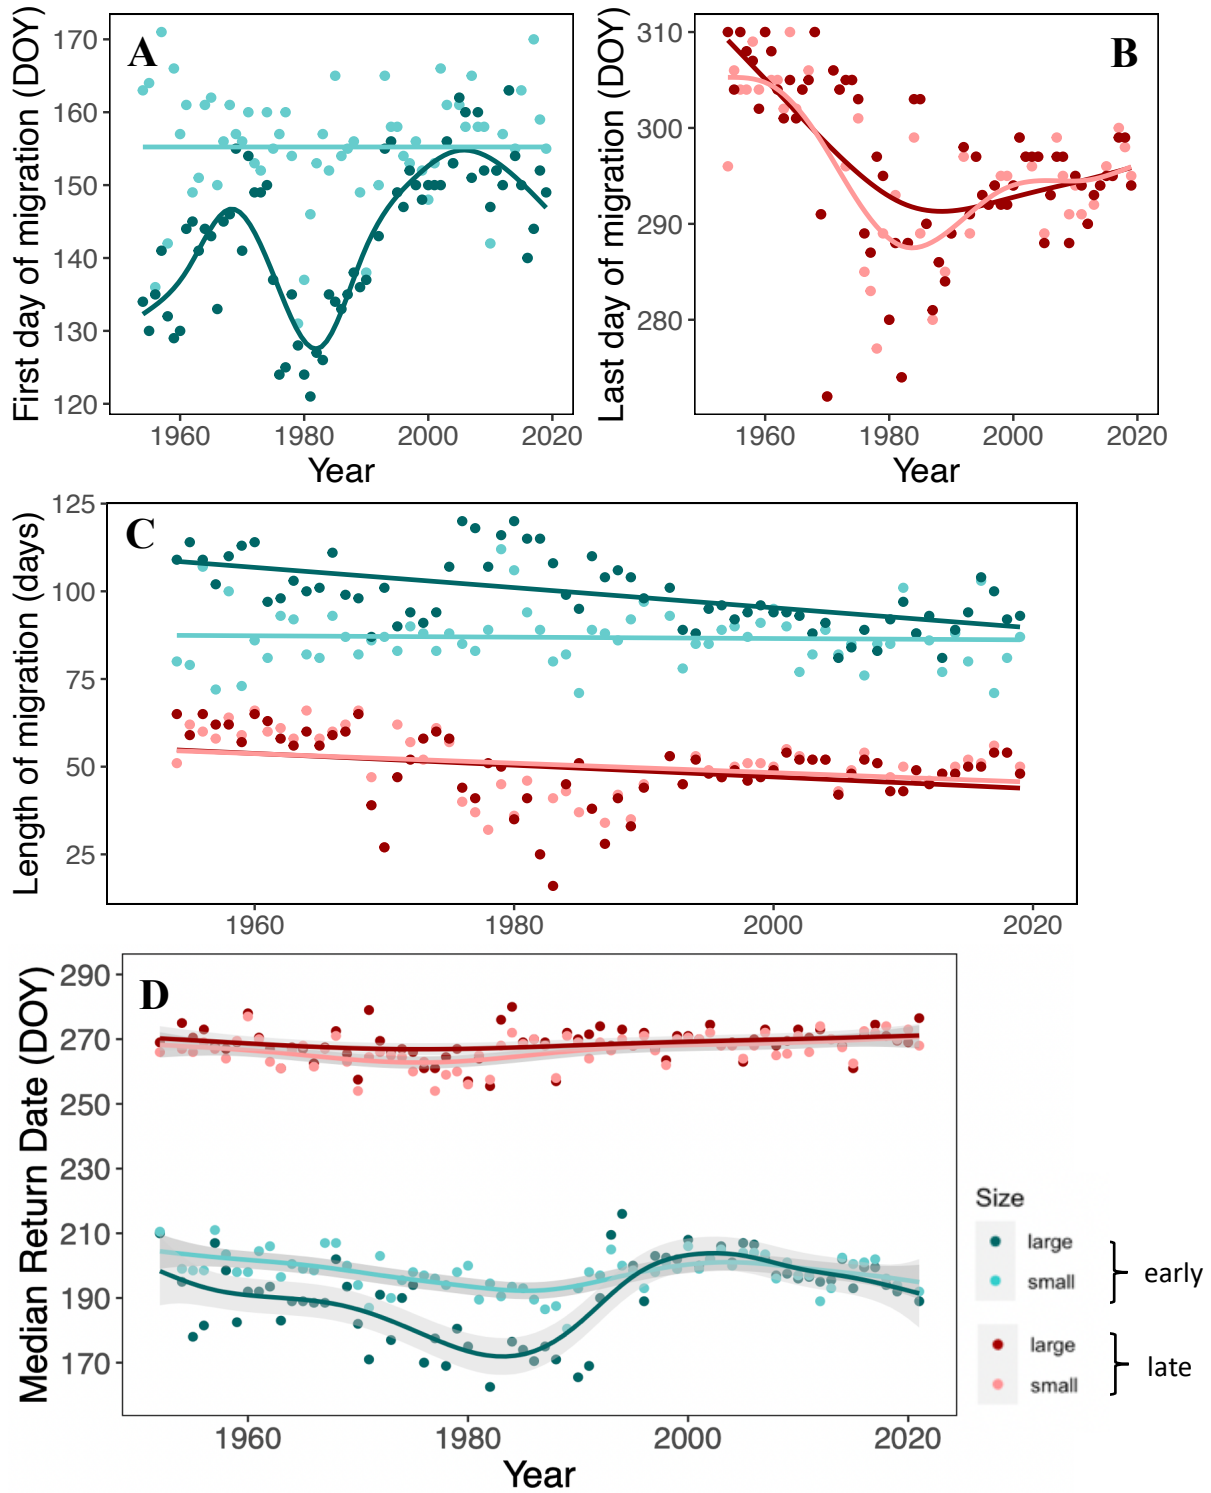 A
First day of migration (DOY)
170
160
150
140
130
120
1960
1980
2000
2020
Year
B
Last day of migration (DOY)
310
300
290
280
1960
1980
2000
2020
Year
C
Length of migration (days)
125
100
75
50
25
1960
1980
2000
2020
D
Median Return Date (DOY)
290
270
250
230
210
190
170
1960
1980
2000
2020
Year
Size
large
small
early
large
small
late